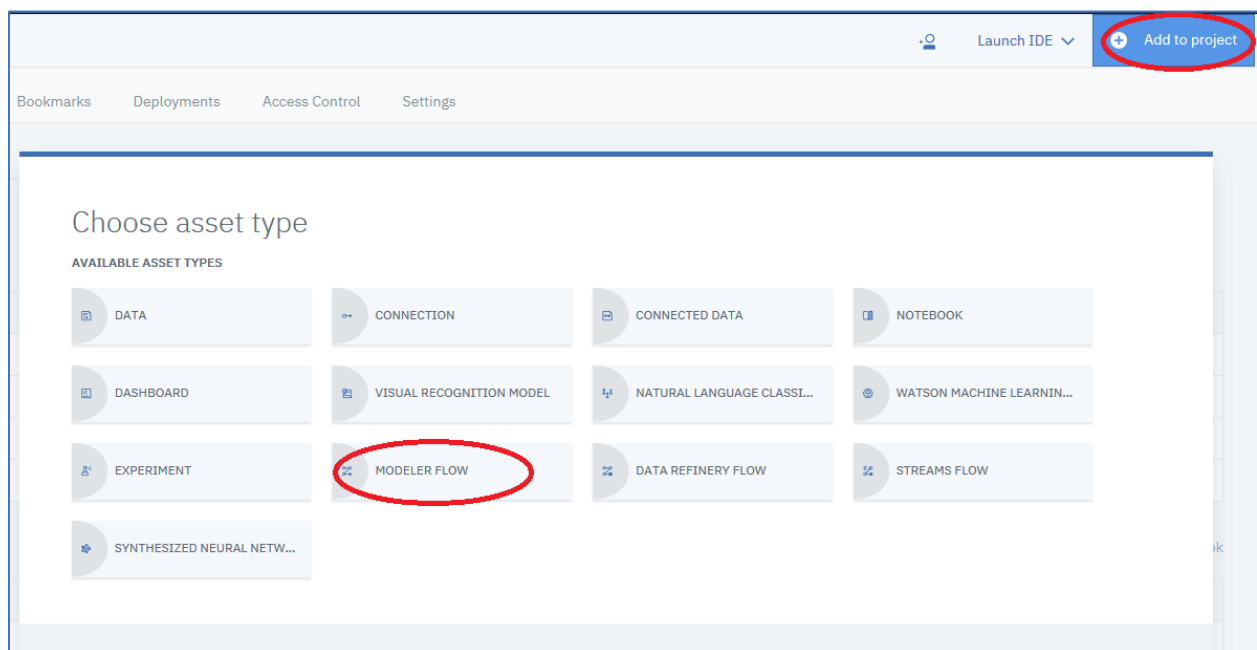 Launch IDE
Add to project
Bookmarks Deployments Access Control Settings
Choose asset type
AVAILABLE ASSET TYPES
DATA CONNECTION CONNECTED DATA NOTEBOOK
DASHBOARD VISUAL RECOGNITION MODEL NATURAL LANGUAGE CLASSI... WATSON MACHINE LEARNIN...
EXPERIMENT MODELER FLOW DATA REFINERY FLOW STREAMS FLOW
SYNTHESIZED NEURAL NETW...